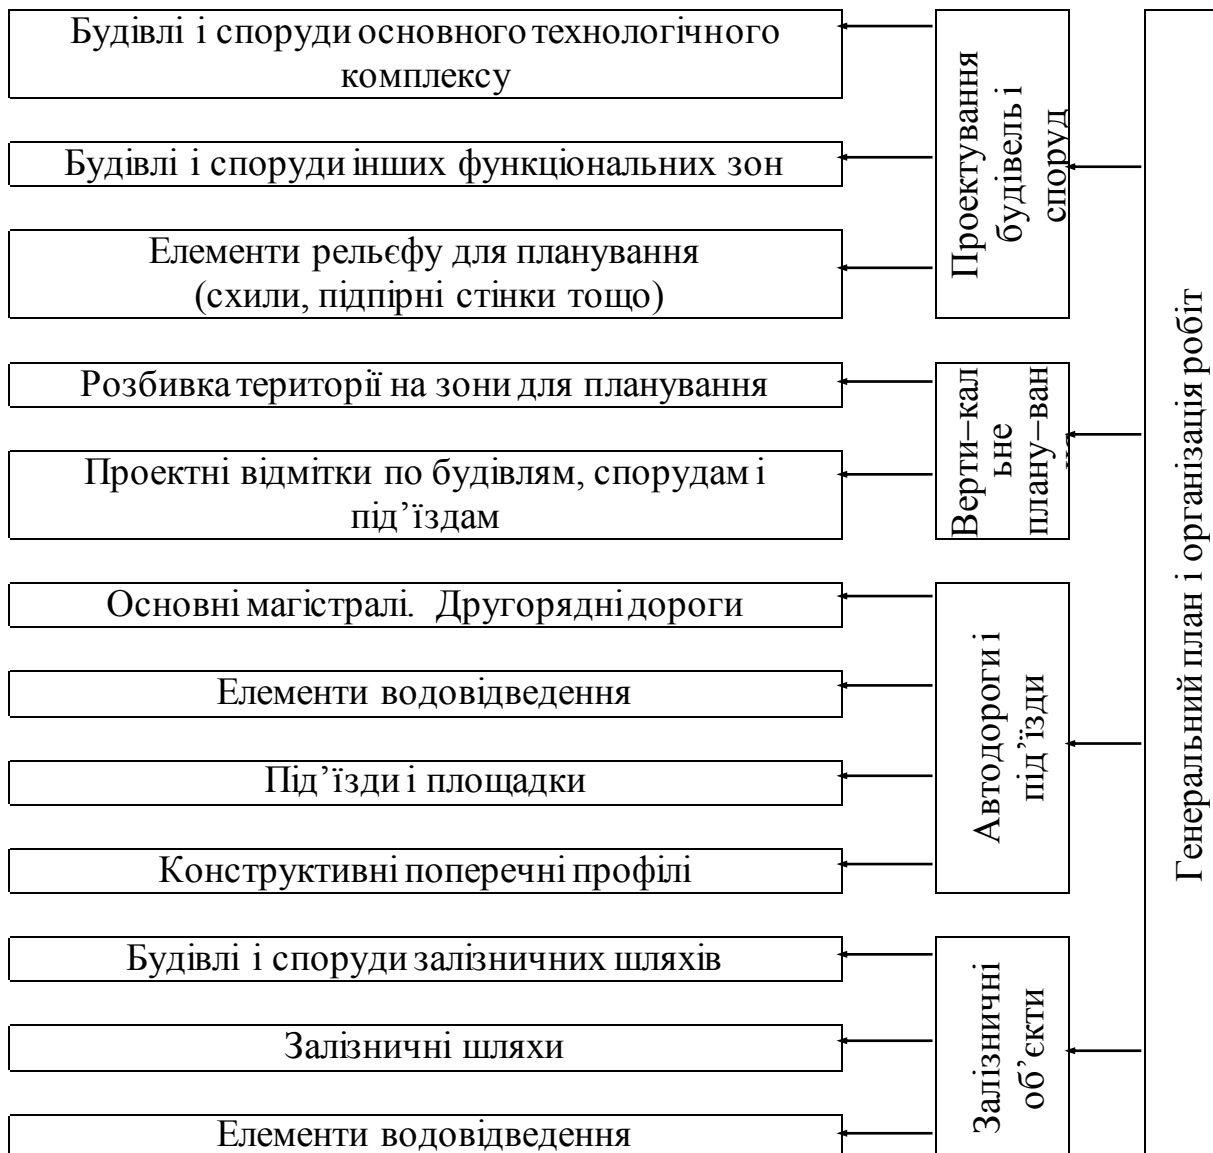 Будівлі і споруди основного технологічного
комплексу
Будівлі і споруди інших функціональних зон
Елементи рельєфу для планування
(схили, підпірні стінки тощо)
Розбивка території на зони для планування
Проектні відмітки по будівлям, спорудам і
під’їздам
Основні магістралі. Другорядні дороги
Елементи водовідведення
Під’їзди і площадки
Конструктивні поперечні профілі
Будівлі і споруди залізничних шляхів
Залізничні шляхи
Елементи водовідведення
Проектування
будівель і
споруд
Верти–кал
ьне
плану–ван
Автодороги і
під’їзди
Залізничні
об’єкти
Генеральний план і організація робіт